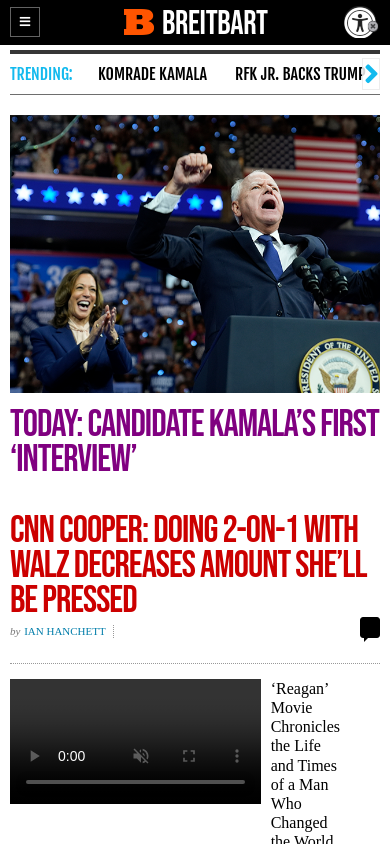 BREITBART
TRENDING: KOMRADE KAMALA RFK JR. BACKS TRUMP
PRESIDENT OF THE
TODAY: CANDIDATE KAMALA’S FIRST
‘INTERVIEW’
CNN COOPER: DOING 2-ON-1 WITH
WALZ DECREASES AMOUNT SHE’LL
BE PRESSED
by IAN HANCHETT
0:00
‘Reagan’
Movie
Chronicles
the Life
and Times
of a Man
Who
Changed
the World